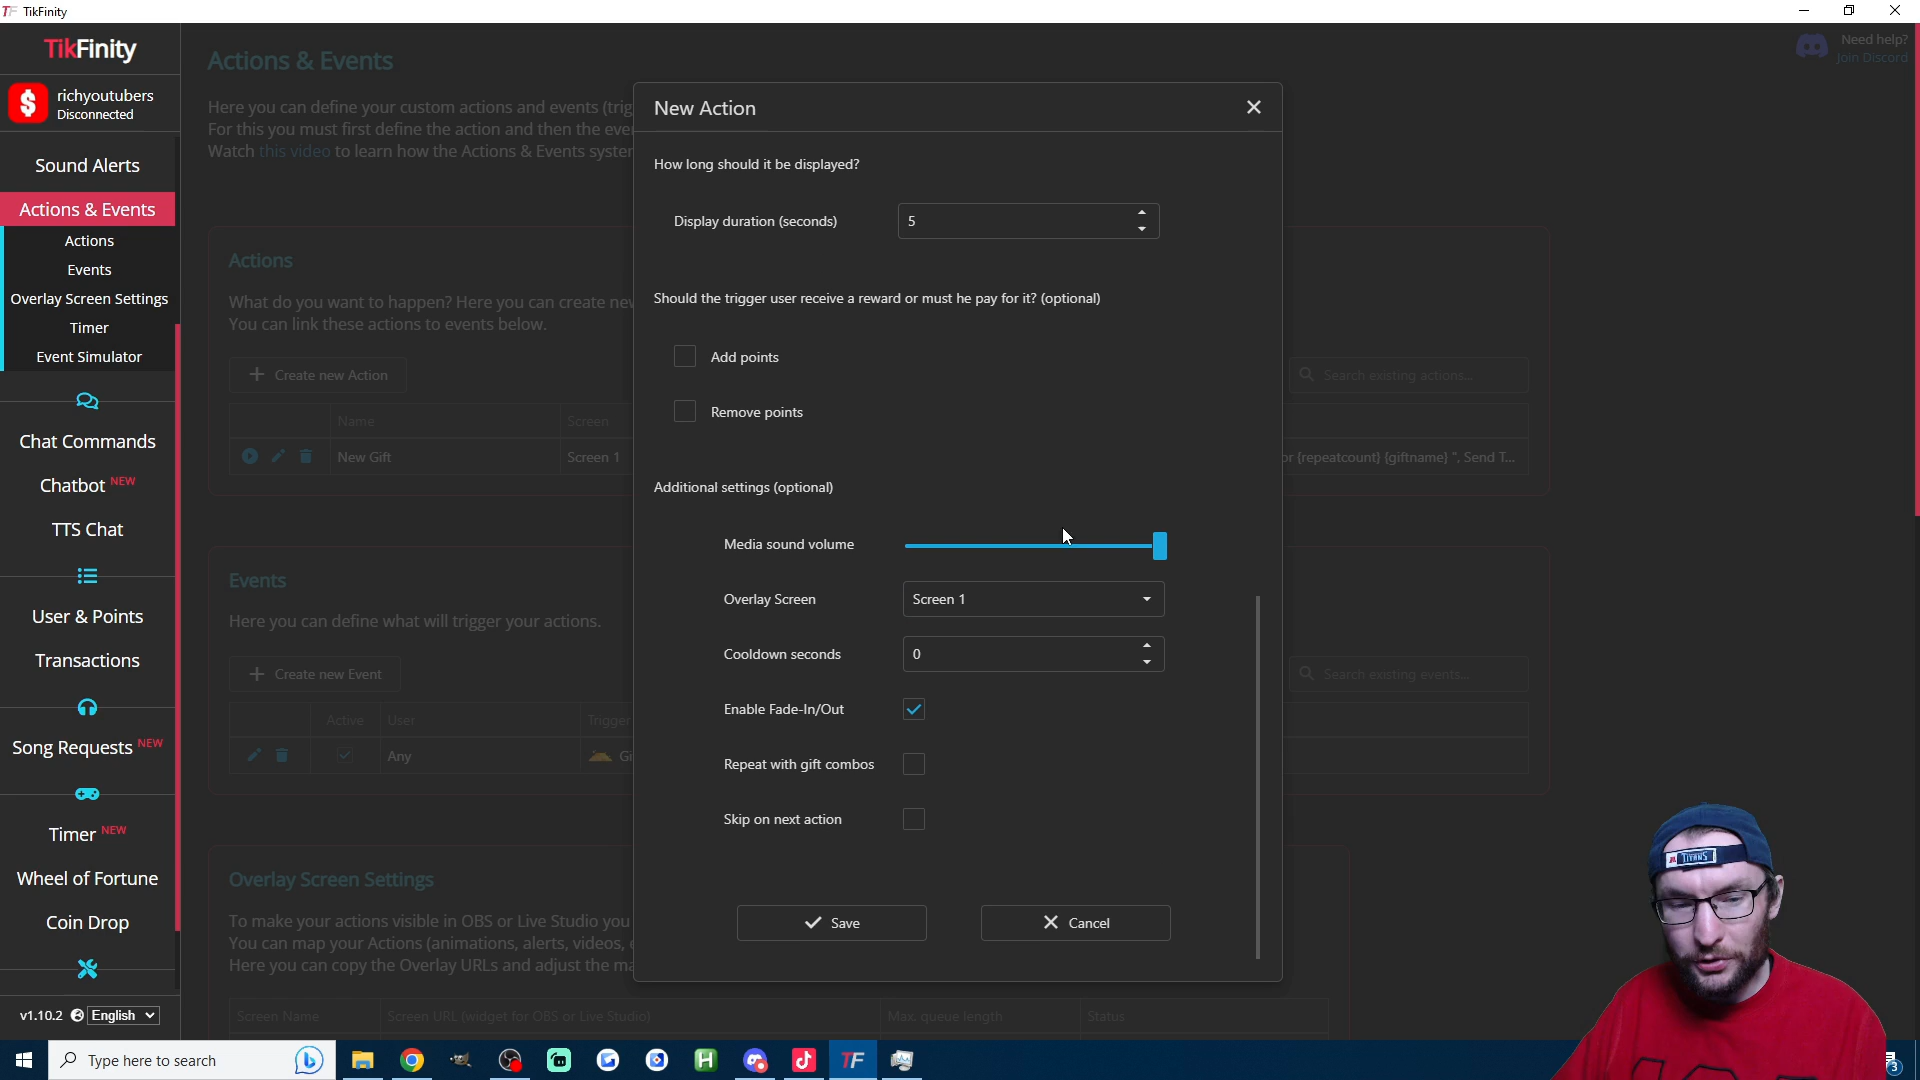 TikFinity
TikFinity
richyoutubers
Disconnected
Sound Alerts
Actions & Events
Actions
Events
Overlay Screen Settings
Timer
Event Simulator
Chat Commands
Chatbot NEW
TTS Chat
User & Points
Transactions
Song Requests NEW
Timer NEW
Wheel of Fortune
Coin Drop
v1.10.2
English
Actions & Events
Here you can define your custom actions and events (trig
For this you must first define the action and then the eve
Watch this video to learn how the Actions & Events syster
Need help?
Join Discord
Actions
What do you want to happen? Here you can create nev
You can link these actions to events below.
Create new Action
Search existing actions...
Name
Screen
New Gift
Screen 1
or {repeatcount} {giftname} ", Send T...
Events
Here you can define what will trigger your actions.
Create new Event
Search existing events...
Active
User
Trigger
Any
Gi
Overlay Screen Settings
To make your actions visible in OBS or Live Studio you
You can map your Actions (animations, alerts, videos, e
Here you can copy the Overlay URLs and adjust the ma
Screen Name
Screen URL (widget for OBS or Live Studio)
Max. queue length
Status
New Action
How long should it be displayed?
Display duration (seconds)
5
Should the trigger user receive a reward or must he pay for it? (optional)
Add points
Remove points
Additional settings (optional)
Media sound volume
Overlay Screen
Screen 1
Cooldown seconds
0
Enable Fade-In/Out
Repeat with gift combos
Skip on next action
Save
Cancel
Type here to search
TF
3